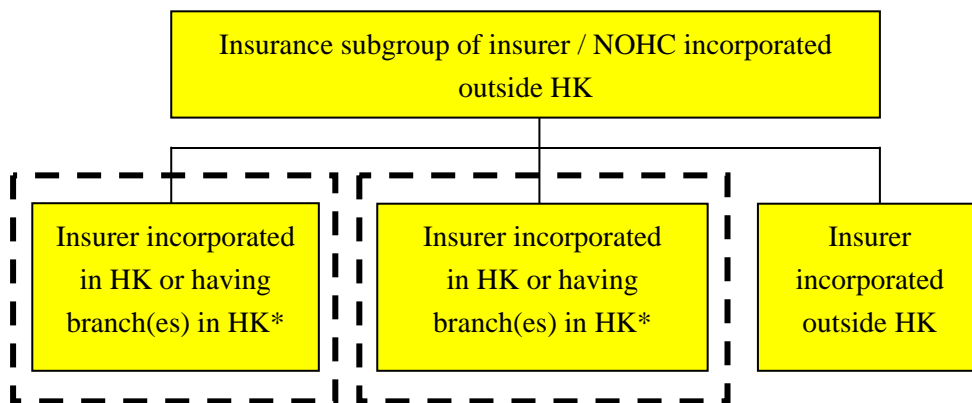 Insurance subgroup of insurer / NOHC incorporated
outside HK
Insurer incorporated
in HK or having
branch(es) in HK*
Insurer incorporated
in HK or having
branch(es) in HK*
Insurer
incorporated
outside HK